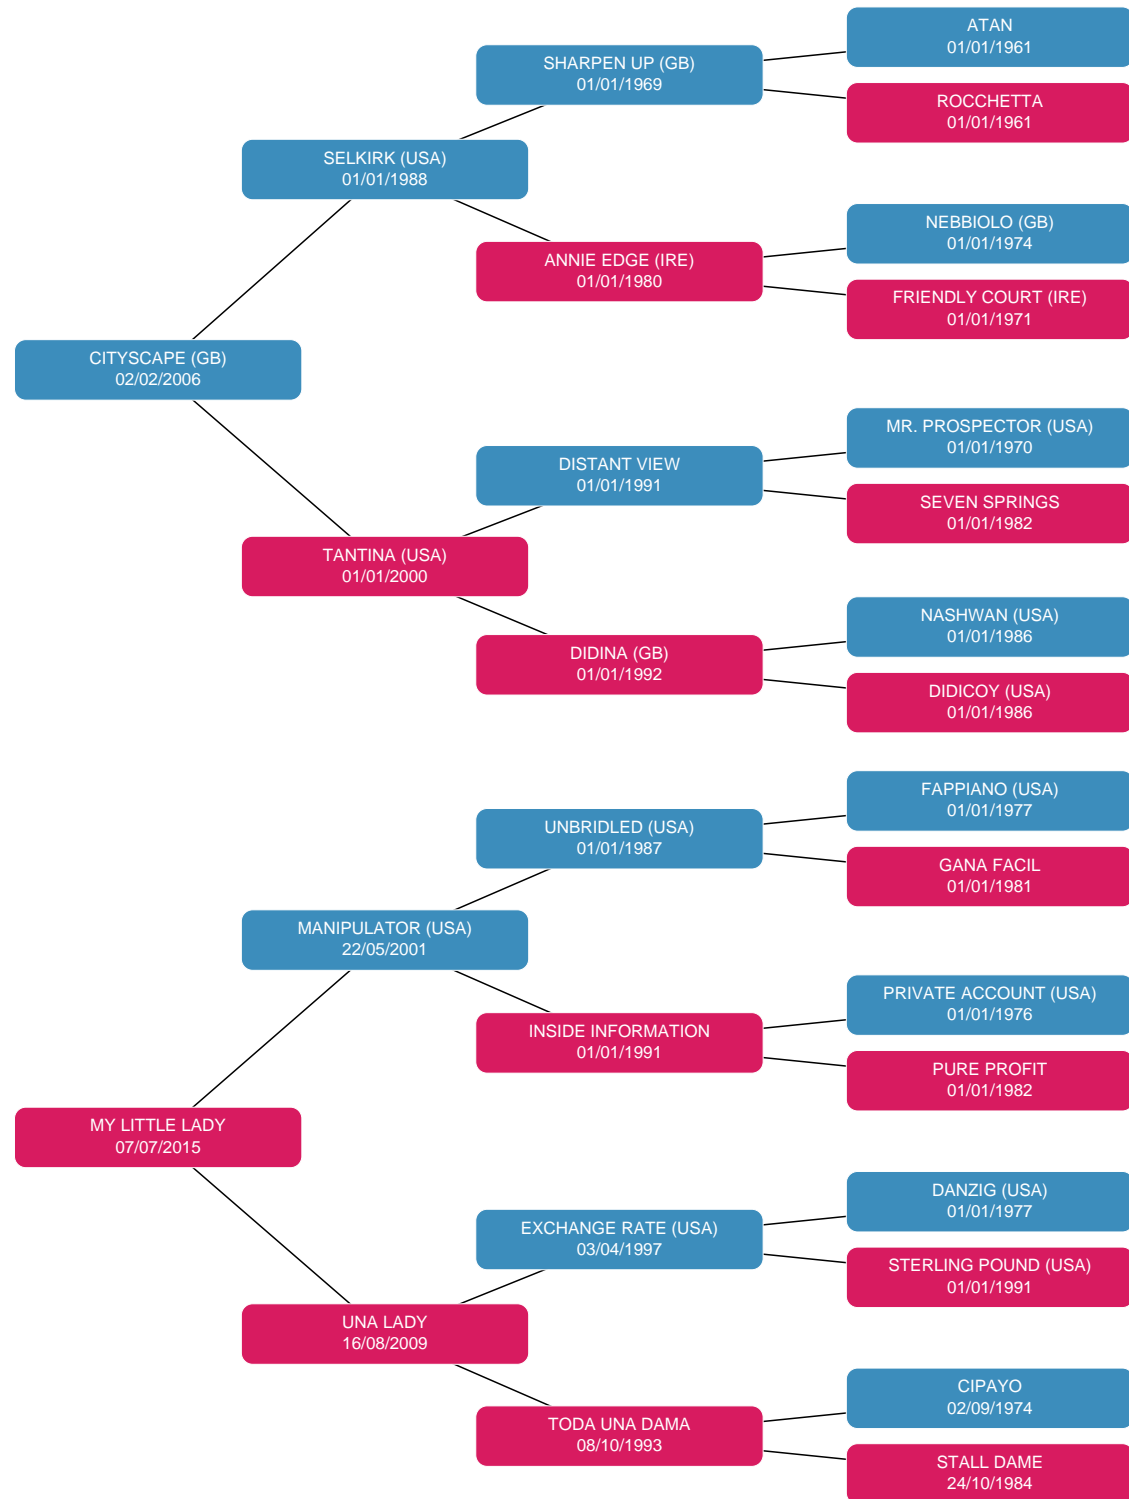 ATAN
01/01/1961
SHARPEN UP (GB)
01/01/1969
ROCCHETTA
01/01/1961
SELKIRK (USA)
01/01/1988
NEBBIOLO (GB)
01/01/1974
ANNIE EDGE (IRE)
01/01/1980
FRIENDLY COURT (IRE)
01/01/1971
CITYSCAPE (GB)
02/02/2006
MR. PROSPECTOR (USA)
01/01/1970
DISTANT VIEW
01/01/1991
SEVEN SPRINGS
01/01/1982
TANTINA (USA)
01/01/2000
NASHWAN (USA)
01/01/1986
DIDINA (GB)
01/01/1992
DIDICOY (USA)
01/01/1986
FAPPIANO (USA)
01/01/1977
UNBRIDLED (USA)
01/01/1987
GANA FACIL
01/01/1981
MANIPULATOR (USA)
22/05/2001
PRIVATE ACCOUNT (USA)
01/01/1976
INSIDE INFORMATION
01/01/1991
PURE PROFIT
01/01/1982
MY LITTLE LADY
07/07/2015
DANZIG (USA)
01/01/1977
EXCHANGE RATE (USA)
03/04/1997
STERLING POUND (USA)
01/01/1991
UNA LADY
16/08/2009
CIPAYO
02/09/1974
TODA UNA DAMA
08/10/1993
STALL DAME
24/10/1984